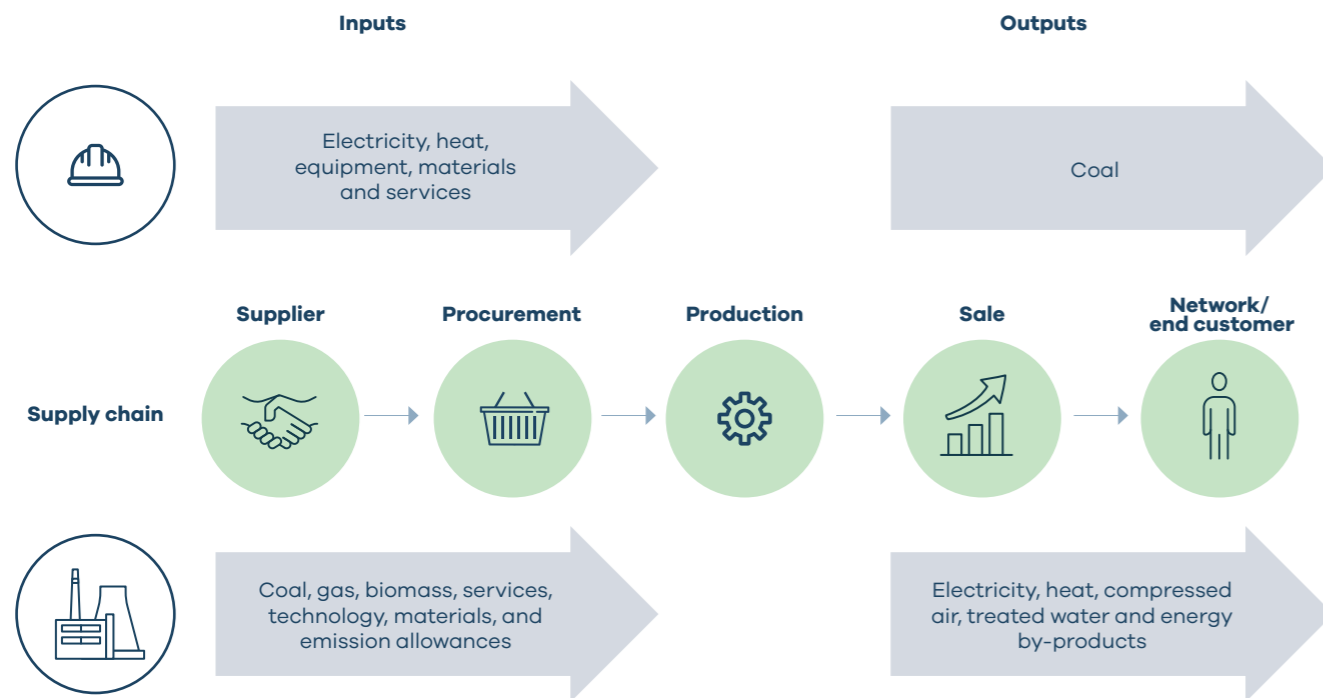 Inputs
Outputs
Electricity, heat,
equipment, materials
and services
Coal
Supplier
Procurement
Production
Sale
Network/
end customer
Supply chain
Coal, gas, biomass, services,
technology, materials, and
emission allowances
Electricity, heat, compressed
air, treated water and energy
by-products